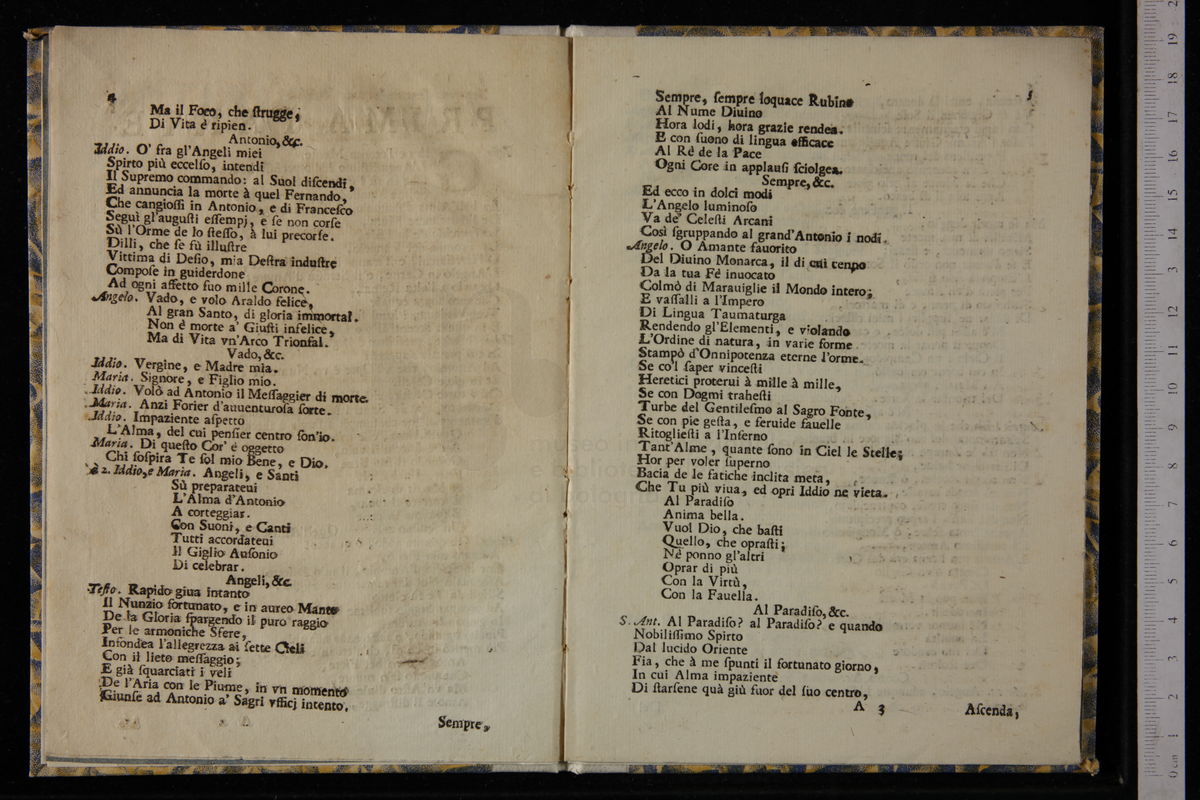 4
Ma il Foco, che ſtrugge,
Di Vita è ripien.
Antonio, &c.
Iddio. O' fra gl'Angeli miei
Spirto più eccelſo, intendi
Il Supremo commando: al Suol diſcendi,
Ed annuncia la morte à quel Fernando,
Che cangioſſi in Antonio, e di Franceſco
Seguì gl'auguſti eſſempj, e ſe non corſe
Sù l'Orme de lo ſteſſo, à lui precorſe.
Dilli, che ſe fù illuſtre
Vittima di Deſio, mia Deſtra induſtre
Compoſe in guiderdone
Ad ogni affetto ſuo mille Corone.
Angelo. Vado, e volo Araldo felice,
Al gran Santo, di gloria immortal.
Non è morte a' Giuſti infelice,
Ma di Vita vn'Arco Trionfal.
Vado, &c.
Iddio. Vergine, e Madre mia.
Maria. Signore, e Figlio mio.
Iddio. Volò ad Antonio il Meſſaggier di morte.
Maria. Anzi Forier d'auuenturoſa ſorte.
Iddio. Impaziente aſpetto
L'Alma, del cui penſier centro ſon'io.
Maria. Di queſto Cor' è oggetto
Chi ſoſpira Te ſol mio Bene, e Dio.
à 2. Iddio, e Maria. Angeli, e Santi
Sù preparateui
L'Alma d'Antonio
A corteggiar.
Con Suoni, e Canti
Tutti accordateui
Il Giglio Auſonio
Di celebrar.
Angeli, &c.
Teſto. Rapido giua intanto
Il Nunzio fortunato, e in aureo Manto
De la Gloria ſpargendo il puro raggio
Per le armoniche Sfere,
Infondea l'allegrezza ai ſette Cieli
Con il lieto meſſaggio;
E già ſquarciati i veli
De l'Aria con le Piume, in vn momento
Giunſe ad Antonio a' Sagri vfficj intento.
Sempre,
5
Sempre, ſempre loquace Rubino
Al Nume Diuino
Hora lodi, hora grazie rendea.
E con ſuono di lingua efficace
Al Rè de la Pace
Ogni Core in applauſi ſciolgea.
Sempre, &c.
Ed ecco in dolci modi
L'Angelo luminoſo
Va de' Celeſti Arcani
Così ſgruppando al grand'Antonio i nodi.
Angelo. O Amante fauorito
Del Diuino Monarca, il di cui cenno
Da la tua Fè inuocato
Colmò di Marauiglie il Mondo intero;
E vaſſalli a l'Impero
Di Lingua Taumaturga
Rendendo gl'Elementi, e violando
L'Ordine di natura, in varie forme
Stampò d'Onnipotenza eterne l'orme.
Se co'l ſaper vinceſti
Heretici proterui à mille à mille,
Se con Dogmi traheſti
Turbe del Gentileſmo al Sagro Fonte,
Se con pie geſta, e feruide fauelle
Ritoglieſti a l'Inferno
Tant'Alme, quante ſono in Ciel le Stelle;
Hor per voler ſuperno
Bacia de le fatiche inclita meta,
Che Tu più viua, ed opri Iddio ne vieta.
Al Paradiſo
Anima bella.
Vuol Dio, che baſti
Quello, che opraſti;
Nè ponno gl'altri
Oprar di più
Con la Virtù,
Con la Fauella.
Al Paradiſo, &c.
S. Ant. Al Paradiſo? al Paradiſo? e quando
Nobiliſſimo Spirto
Dal lucido Oriente
Fia, che à me ſpunti il fortunato giorno,
In cui Alma impaziente
Di ſtarſene quà giù fuor del ſuo centro,
A 3
Aſcenda,